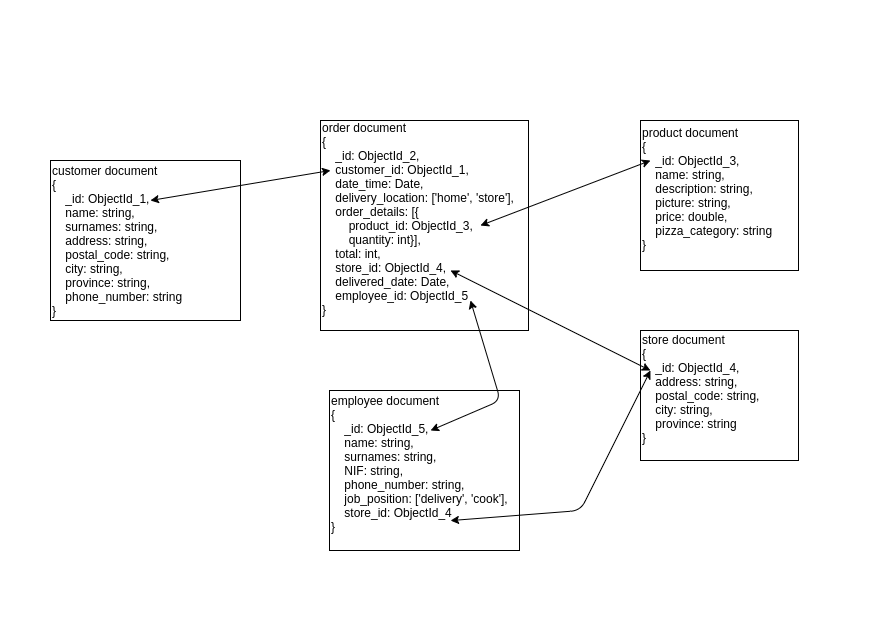 customer document
{
_id: ObjectId_1,
name: string,
surnames: string,
address: string,
postal_code: string,
city: string,
province: string,
phone_number: string
}
order document
{
_id: ObjectId_2,
customer_id: ObjectId_1,
date_time: Date,
delivery_location: ['home', 'store'],
order_details: [{
product_id: ObjectId_3,
quantity: int}],
total: int,
store_id: ObjectId_4,
delivered_date: Date,
employee_id: ObjectId_5
}
product document
{
_id: ObjectId_3,
name: string,
description: string,
picture: string,
price: double,
pizza_category: string
}
store document
{
_id: ObjectId_4,
address: string,
postal_code: string,
city: string,
province: string
}
employee document
{
_id: ObjectId_5,
name: string,
surnames: string,
NIF: string,
phone_number: string,
job_position: ['delivery', 'cook'],
store_id: ObjectId_4
}